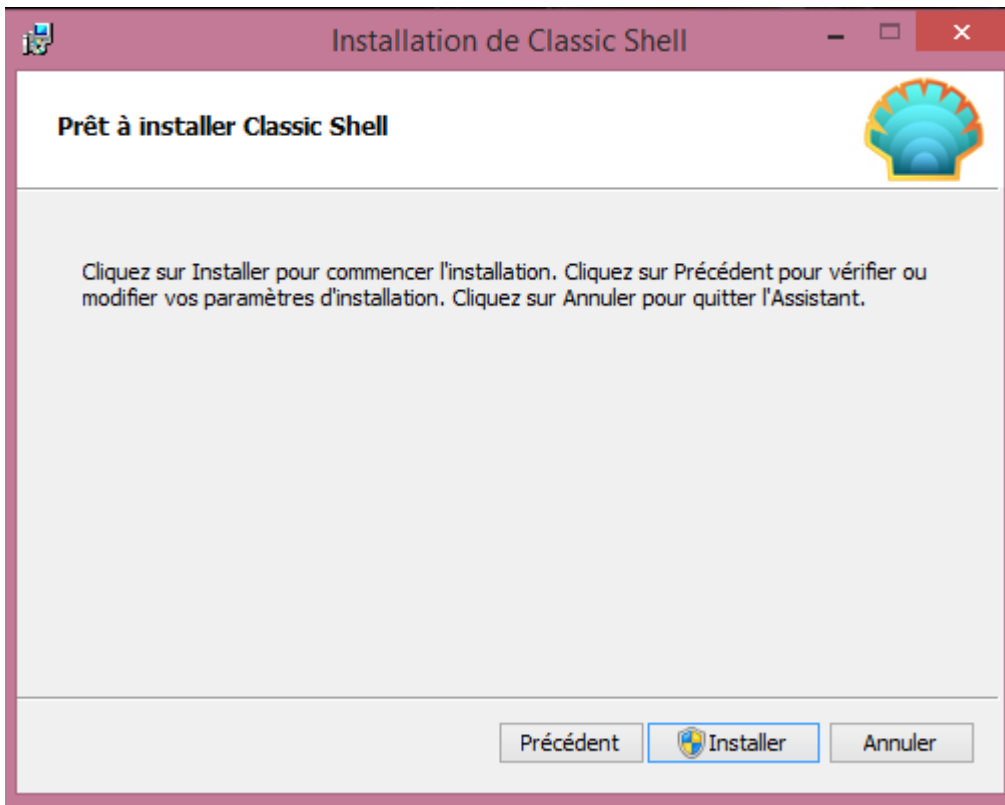 Installation de Classic Shell
Prêt à installer Classic Shell
Cliquez sur Installer pour commencer l'installation. Cliquez sur Précédent pour vérifier ou
modifier vos paramètres d'installation. Cliquez sur Annuler pour quitter l'Assistant.
Précédent Installer Annuler